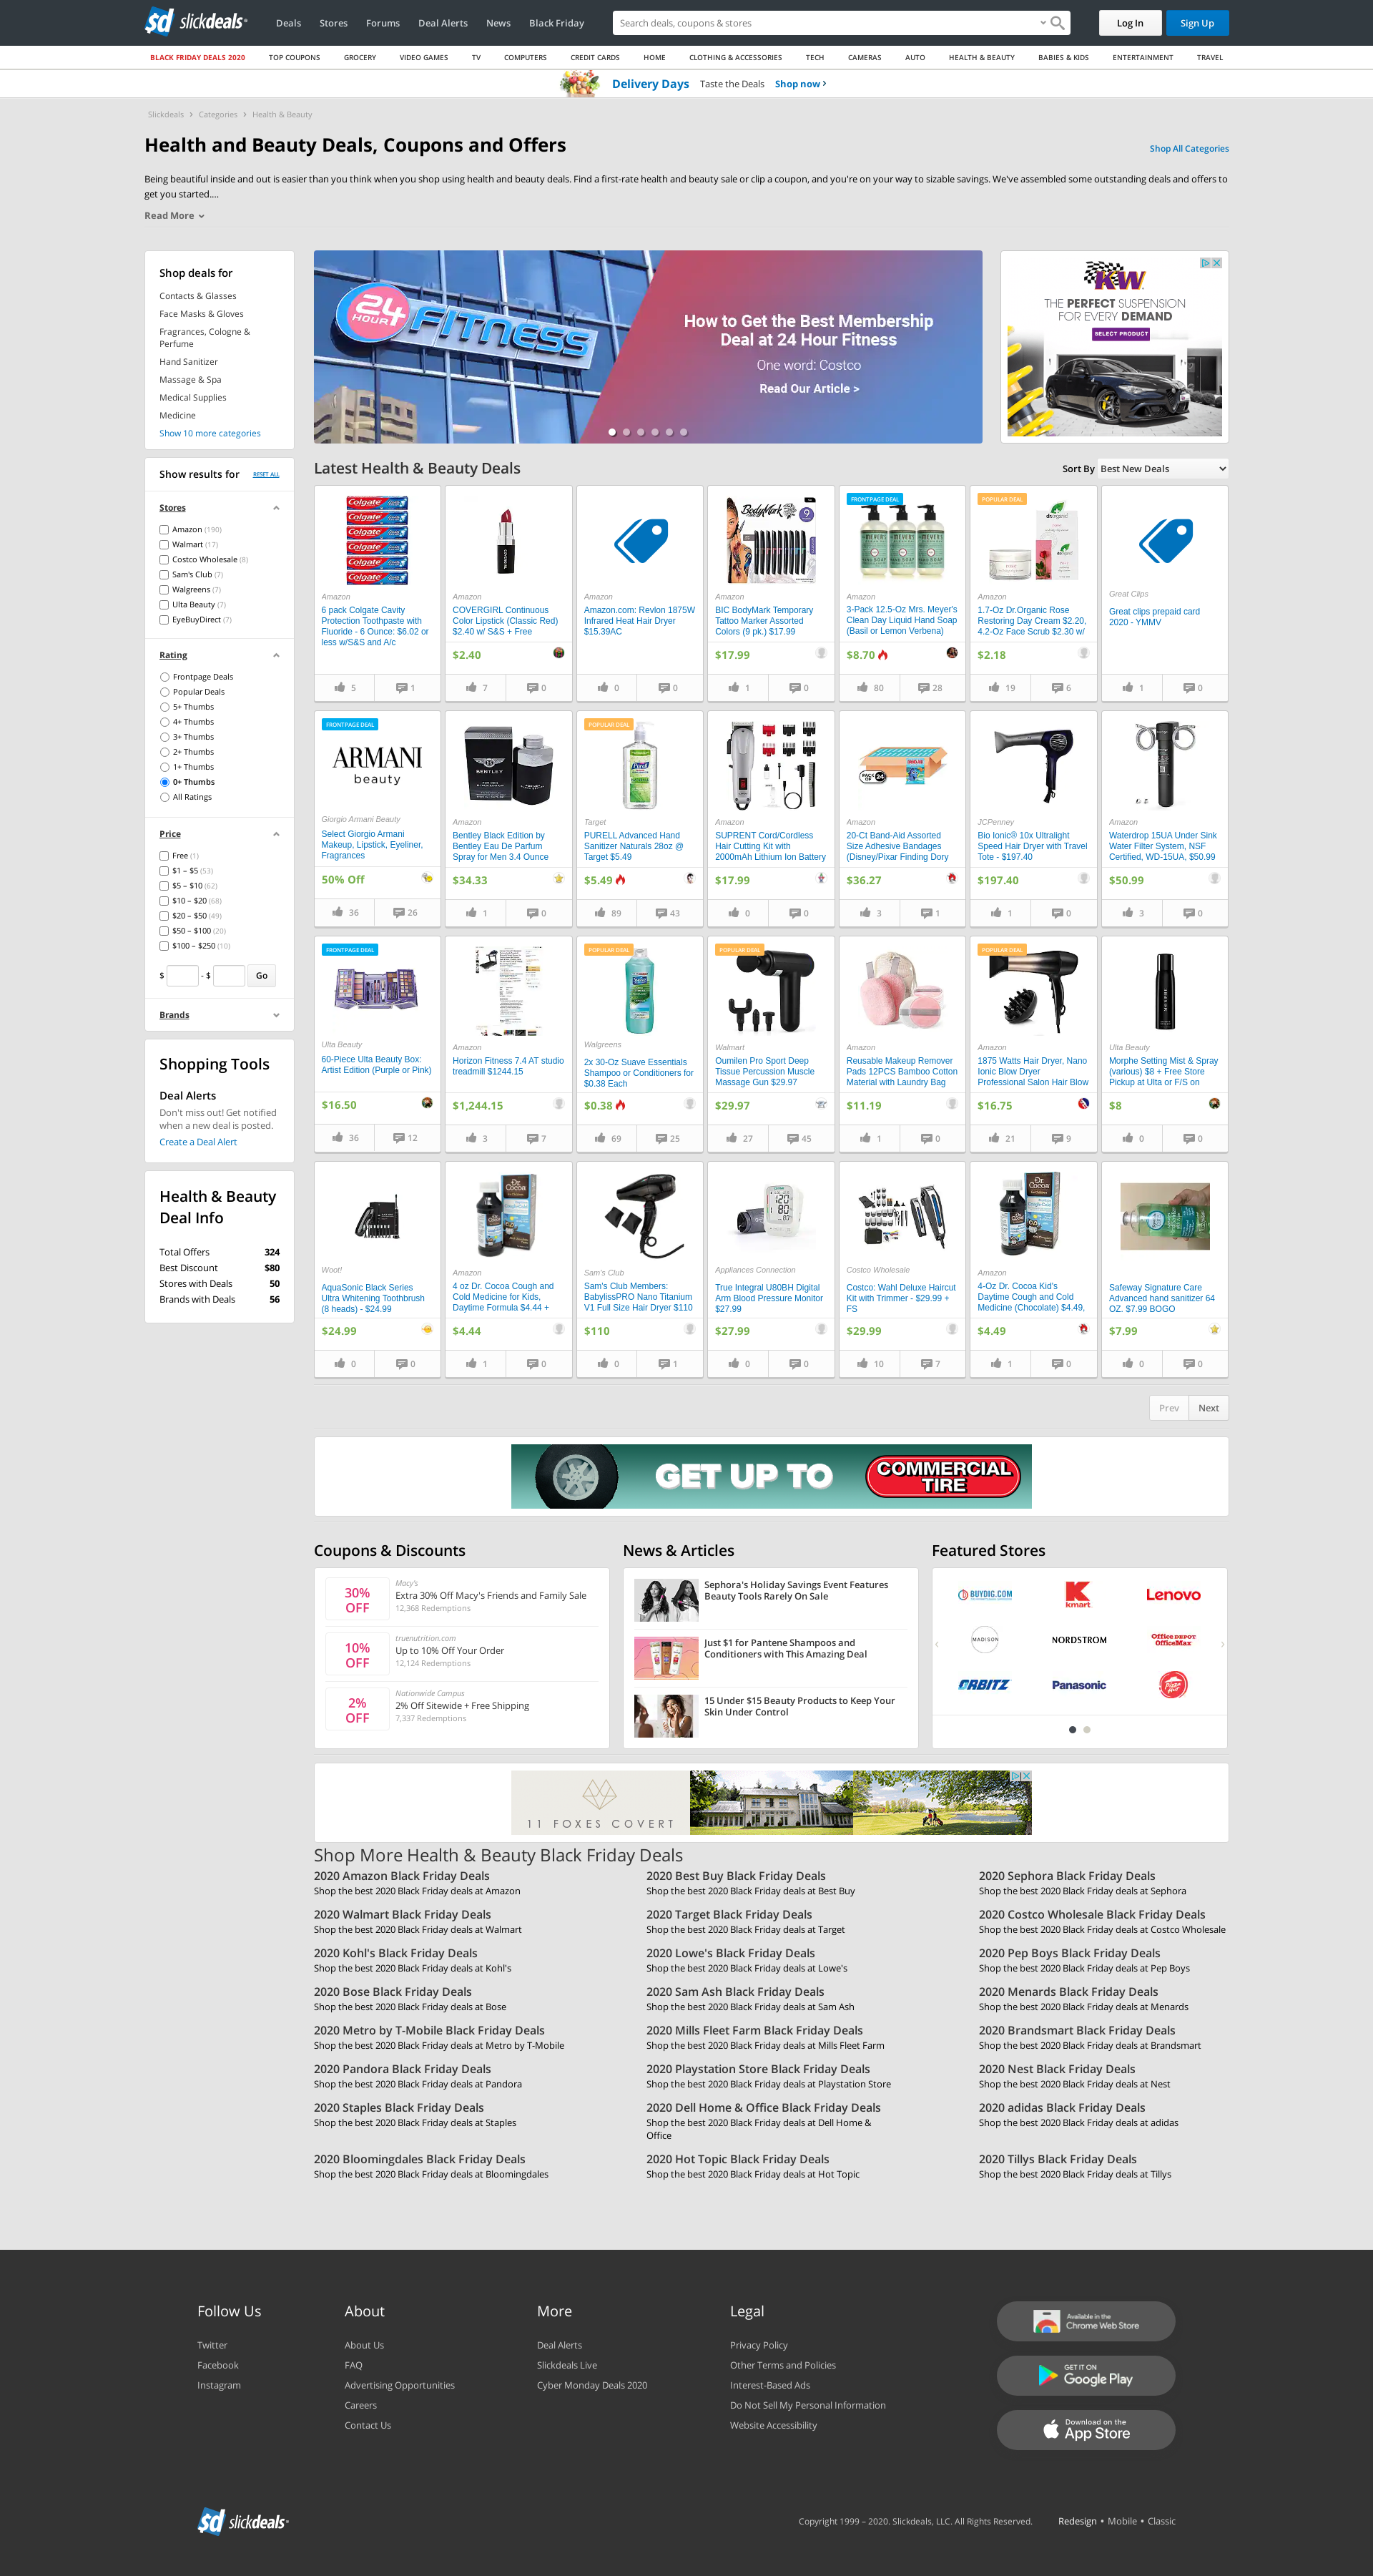 slickdeals
Deals
Stores
Forums
Deal Alerts
News
Black Friday
Search deals, coupons & stores
Log In
Sign Up
BLACK FRIDAY DEALS 2020
TOP COUPONS
GROCERY
VIDEO GAMES
TV
COMPUTERS
CREDIT CARDS
HOME
CLOTHING & ACCESSORIES
TECH
CAMERAS
AUTO
HEALTH & BEAUTY
BABIES & KIDS
ENTERTAINMENT
TRAVEL
Delivery Days Taste the Deals Shop now ›
Slickdeals › Categories › Health & Beauty
Health and Beauty Deals, Coupons and Offers
Shop All Categories
Being beautiful inside and out is easier than you think when you shop using health and beauty deals. Find a first-rate health and beauty sale or clip a coupon, and you're on your way to sizable savings. We've assembled some outstanding deals and offers to
get you started....
Read More
Shop deals for
Contacts & Glasses
Face Masks & Gloves
Fragrances, Cologne &
Perfume
Hand Sanitizer
Massage & Spa
Medical Supplies
Medicine
Show 10 more categories
24 HOUR FITNESS
How to Get the Best Membership
Deal at 24 Hour Fitness
One word: Costco
Read Our Article >
KW
THE PERFECT SUSPENSION
FOR EVERY DEMAND
SELECT PRODUCT
Show results for
RESET ALL
Stores
Amazon (190)
Walmart (17)
Costco Wholesale (8)
Sam's Club (7)
Walgreens (7)
Ulta Beauty (7)
EyeBuyDirect (7)
Rating
Frontpage Deals
Popular Deals
5+ Thumbs
4+ Thumbs
3+ Thumbs
2+ Thumbs
1+ Thumbs
0+ Thumbs
All Ratings
Price
Free (1)
$1 – $5 (53)
$5 – $10 (62)
$10 – $20 (68)
$20 – $50 (49)
$50 – $100 (20)
$100 – $250 (10)
$ - $ Go
Brands
Shopping Tools
Deal Alerts
Don't miss out! Get notified
when a new deal is posted.
Create a Deal Alert
Health & Beauty
Deal Info
Total Offers 324
Best Discount $80
Stores with Deals 50
Brands with Deals 56
Latest Health & Beauty Deals
Sort By Best New Deals
Colgate
Amazon
6 pack Colgate Cavity
Protection Toothpaste with
Fluoride - 6 Ounce: $6.02 or
less w/S&S and A/c
5 1
Amazon
COVERGIRL Continuous
Color Lipstick (Classic Red)
$2.40 w/ S&S + Free
$2.40
7 0
Amazon
Amazon.com: Revlon 1875W
Infrared Heat Hair Dryer
$15.39AC
0 0
BodyMark
Amazon
BIC BodyMark Temporary
Tattoo Marker Assorted
Colors (9 pk.) $17.99
$17.99
1 0
FRONTPAGE DEAL
Amazon
3-Pack 12.5-Oz Mrs. Meyer's
Clean Day Liquid Hand Soap
(Basil or Lemon Verbena)
$8.70
80 28
POPULAR DEAL
Amazon
1.7-Oz Dr.Organic Rose
Restoring Day Cream $2.20,
4.2-Oz Face Scrub $2.30 w/
$2.18
19 6
Great Clips
Great clips prepaid card
2020 - YMMV
1 0
FRONTPAGE DEAL
ARMANI
beauty
Giorgio Armani Beauty
Select Giorgio Armani
Makeup, Lipstick, Eyeliner,
Fragrances
50% Off
36 26
BENTLEY
Amazon
Bentley Black Edition by
Bentley Eau De Parfum
Spray for Men 3.4 Ounce
$34.33
1 0
POPULAR DEAL
PURELL
Target
PURELL Advanced Hand
Sanitizer Naturals 28oz @
Target $5.49
$5.49
89 43
Amazon
SUPRENT Cord/Cordless
Hair Cutting Kit with
2000mAh Lithium Ion Battery
$17.99
0 0
PACK OF 24
Amazon
20-Ct Band-Aid Assorted
Size Adhesive Bandages
(Disney/Pixar Finding Dory
$36.27
3 1
JCPenney
Bio Ionic® 10x Ultralight
Speed Hair Dryer with Travel
Tote - $197.40
$197.40
1 0
Amazon
Waterdrop 15UA Under Sink
Water Filter System, NSF
Certified, WD-15UA, $50.99
$50.99
3 0
FRONTPAGE DEAL
Ulta Beauty
60-Piece Ulta Beauty Box:
Artist Edition (Purple or Pink)
$16.50
36 12
Amazon
Horizon Fitness 7.4 AT studio
treadmill $1244.15
$1,244.15
3 7
POPULAR DEAL
Walgreens
2x 30-Oz Suave Essentials
Shampoo or Conditioners for
$0.38 Each
$0.38
69 25
POPULAR DEAL
Walmart
Oumilen Pro Sport Deep
Tissue Percussion Muscle
Massage Gun $29.97
$29.97
27 45
Amazon
Reusable Makeup Remover
Pads 12PCS Bamboo Cotton
Material with Laundry Bag
$11.19
1 0
POPULAR DEAL
Amazon
1875 Watts Hair Dryer, Nano
Ionic Blow Dryer
Professional Salon Hair Blow
$16.75
21 9
MORPHE
Ulta Beauty
Morphe Setting Mist & Spray
(various) $8 + Free Store
Pickup at Ulta or F/S on
$8
0 0
Woot!
AquaSonic Black Series
Ultra Whitening Toothbrush
(8 heads) - $24.99
$24.99
0 0
Dr. Cocoa
Amazon
4 oz Dr. Cocoa Cough and
Cold Medicine for Kids,
Daytime Formula $4.44 +
$4.44
1 0
Sam's Club
Sam's Club Members:
BabylissPRO Nano Titanium
V1 Full Size Hair Dryer $110
$110
0 1
Appliances Connection
True Integral U80BH Digital
Arm Blood Pressure Monitor
$27.99
$27.99
0 0
Costco Wholesale
Costco: Wahl Deluxe Haircut
Kit with Trimmer - $29.99 +
FS
$29.99
10 7
Dr. Cocoa
Amazon
4-Oz Dr. Cocoa Kid's
Daytime Cough and Cold
Medicine (Chocolate) $4.49,
$4.49
1 0
Safeway Signature Care
Advanced hand sanitizer 64
OZ. $7.99 BOGO
$7.99
0 0
Prev Next
GET UP TO
COMMERCIAL
TIRE
Coupons & Discounts
30%
OFF
Macy's
Extra 30% Off Macy's Friends and Family Sale
12,368 Redemptions
10%
OFF
truenutrition.com
Up to 10% Off Your Order
12,124 Redemptions
2%
OFF
Nationwide Campus
2% Off Sitewide + Free Shipping
7,337 Redemptions
News & Articles
Sephora's Holiday Savings Event Features
Beauty Tools Rarely On Sale
Just $1 for Pantene Shampoos and
Conditioners with This Amazing Deal
15 Under $15 Beauty Products to Keep Your
Skin Under Control
Featured Stores
BUYDIG.COM
kmart
Lenovo
MADISON
NORDSTROM
Office DEPOT
OfficeMax
ORBITZ
Panasonic
Pizza Hut
11 FOXES COVERT
Shop More Health & Beauty Black Friday Deals
2020 Amazon Black Friday Deals
Shop the best 2020 Black Friday deals at Amazon
2020 Best Buy Black Friday Deals
Shop the best 2020 Black Friday deals at Best Buy
2020 Sephora Black Friday Deals
Shop the best 2020 Black Friday deals at Sephora
2020 Walmart Black Friday Deals
Shop the best 2020 Black Friday deals at Walmart
2020 Target Black Friday Deals
Shop the best 2020 Black Friday deals at Target
2020 Costco Wholesale Black Friday Deals
Shop the best 2020 Black Friday deals at Costco Wholesale
2020 Kohl's Black Friday Deals
Shop the best 2020 Black Friday deals at Kohl's
2020 Lowe's Black Friday Deals
Shop the best 2020 Black Friday deals at Lowe's
2020 Pep Boys Black Friday Deals
Shop the best 2020 Black Friday deals at Pep Boys
2020 Bose Black Friday Deals
Shop the best 2020 Black Friday deals at Bose
2020 Sam Ash Black Friday Deals
Shop the best 2020 Black Friday deals at Sam Ash
2020 Menards Black Friday Deals
Shop the best 2020 Black Friday deals at Menards
2020 Metro by T-Mobile Black Friday Deals
Shop the best 2020 Black Friday deals at Metro by T-Mobile
2020 Mills Fleet Farm Black Friday Deals
Shop the best 2020 Black Friday deals at Mills Fleet Farm
2020 Brandsmart Black Friday Deals
Shop the best 2020 Black Friday deals at Brandsmart
2020 Pandora Black Friday Deals
Shop the best 2020 Black Friday deals at Pandora
2020 Playstation Store Black Friday Deals
Shop the best 2020 Black Friday deals at Playstation Store
2020 Nest Black Friday Deals
Shop the best 2020 Black Friday deals at Nest
2020 Staples Black Friday Deals
Shop the best 2020 Black Friday deals at Staples
2020 Dell Home & Office Black Friday Deals
Shop the best 2020 Black Friday deals at Dell Home &
Office
2020 adidas Black Friday Deals
Shop the best 2020 Black Friday deals at adidas
2020 Bloomingdales Black Friday Deals
Shop the best 2020 Black Friday deals at Bloomingdales
2020 Hot Topic Black Friday Deals
Shop the best 2020 Black Friday deals at Hot Topic
2020 Tillys Black Friday Deals
Shop the best 2020 Black Friday deals at Tillys
Follow Us
Twitter
Facebook
Instagram
About
About Us
FAQ
Advertising Opportunities
Careers
Contact Us
More
Deal Alerts
Slickdeals Live
Cyber Monday Deals 2020
Legal
Privacy Policy
Other Terms and Policies
Interest-Based Ads
Do Not Sell My Personal Information
Website Accessibility
Available in the
Chrome Web Store
GET IT ON
Google Play
Download on the
App Store
slickdeals
Copyright 1999 – 2020. Slickdeals, LLC. All Rights Reserved.
Redesign • Mobile • Classic